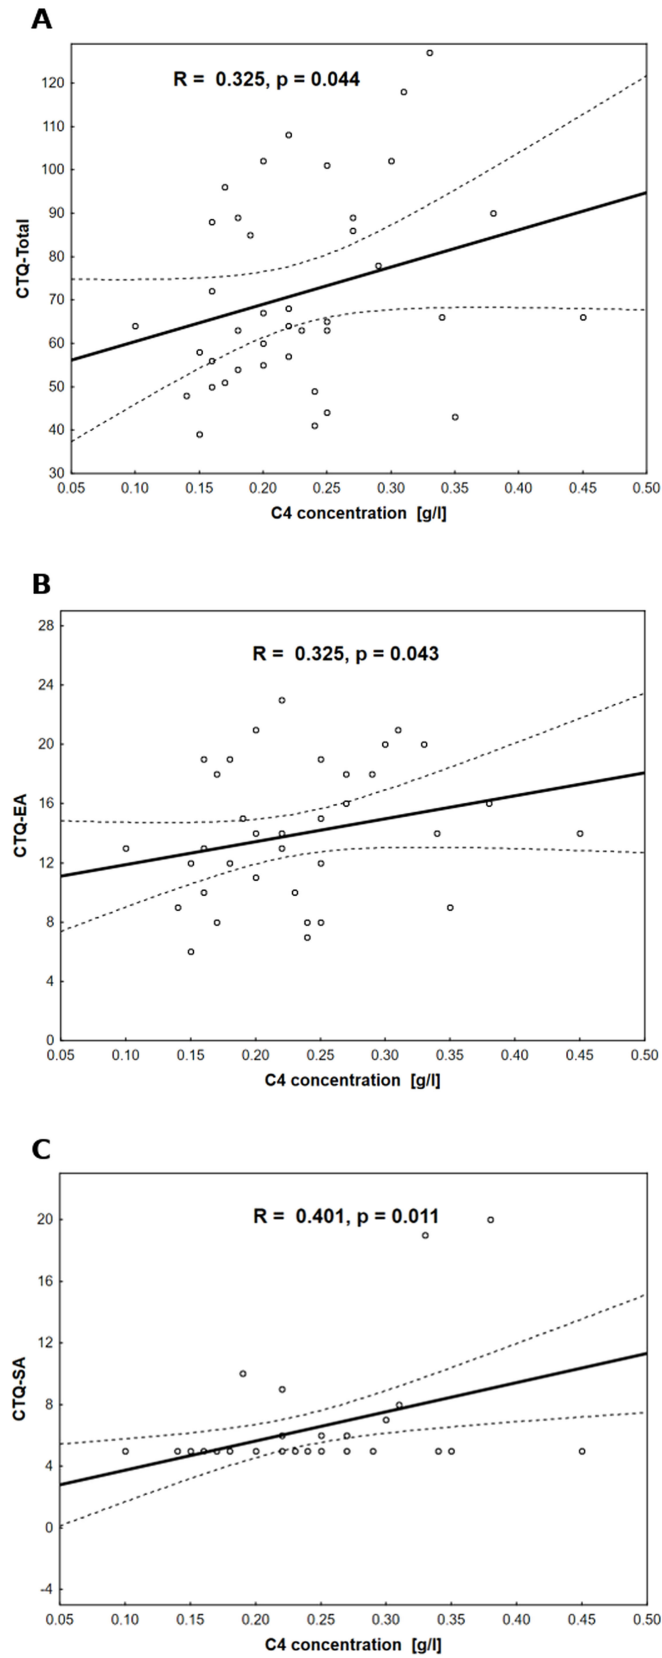 A
R = 0.325, p = 0.044
120
110
100
90
80
70
60
50
40
30
CTQ-Total
0.05 0.10 0.15 0.20 0.25 0.30 0.35 0.40 0.45 0.50
C4 concentration [g/l]
B
R = 0.325, p = 0.043
28
24
20
16
12
8
4
0
CTQ-EA
0.05 0.10 0.15 0.20 0.25 0.30 0.35 0.40 0.45 0.50
C4 concentration [g/l]
C
R = 0.401, p = 0.011
20
16
12
8
4
0
-4
CTQ-SA
0.05 0.10 0.15 0.20 0.25 0.30 0.35 0.40 0.45 0.50
C4 concentration [g/l]